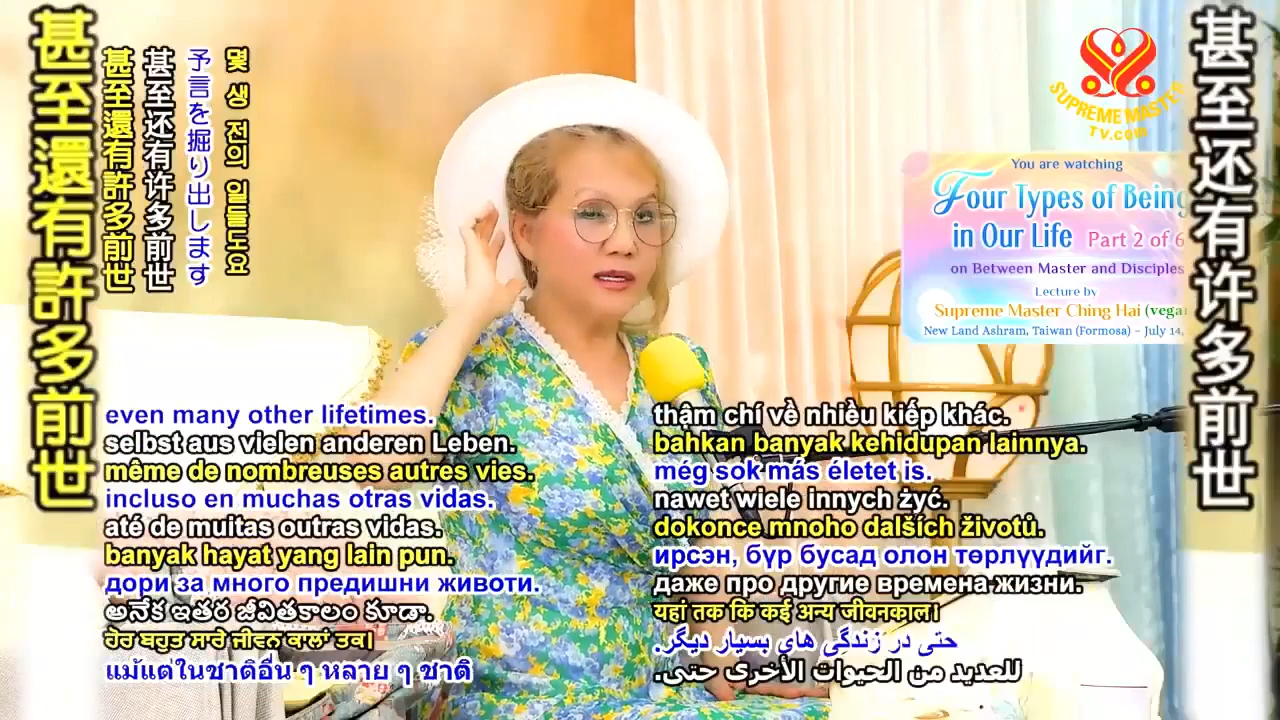 甚至還有許多前世
甚至還有許多前世
甚至还有许多前世
予言を掘り出します
몇 생 전의 일들도요
SUPREME MASTER
TV.com
You are watching
Four Types of Being
in Our Life Part 2 of 6
on Between Master and Disciples
Lecture by
Supreme Master Ching Hai (vegan
New Land Ashram, Taiwan (Formosa) – July 14,
甚至还有许多前世
even many other lifetimes.
selbst aus vielen anderen Leben.
même de nombreuses autres vies.
incluso en muchas otras vidas.
até de muitas outras vidas.
banyak hayat yang lain pun.
дори за много предишни животи.
అనేక ఇతర జీవితకాలం కూడా.
ਹੋਰ ਬਹੁਤ ਸਾਰੇ ਜੀਵਨ ਕਾਲਾਂ ਤਕ।
แม้แต่ในชาติอื่น ๆ หลาย ๆ ชาติ
thậm chí về nhiều kiếp khác.
bahkan banyak kehidupan lainnya.
még sok más életet is.
nawet wiele innych żyć.
dokonce mnoho dalších životů.
ирсэн, бүр бусад олон төрлүүдийг.
даже про другие времена жизни.
यहां तक कि कई अन्य जीवनकाल।
حتی در زندگی های بسیار دیگر.
للعديد من الحيوات الأخرى حتى.